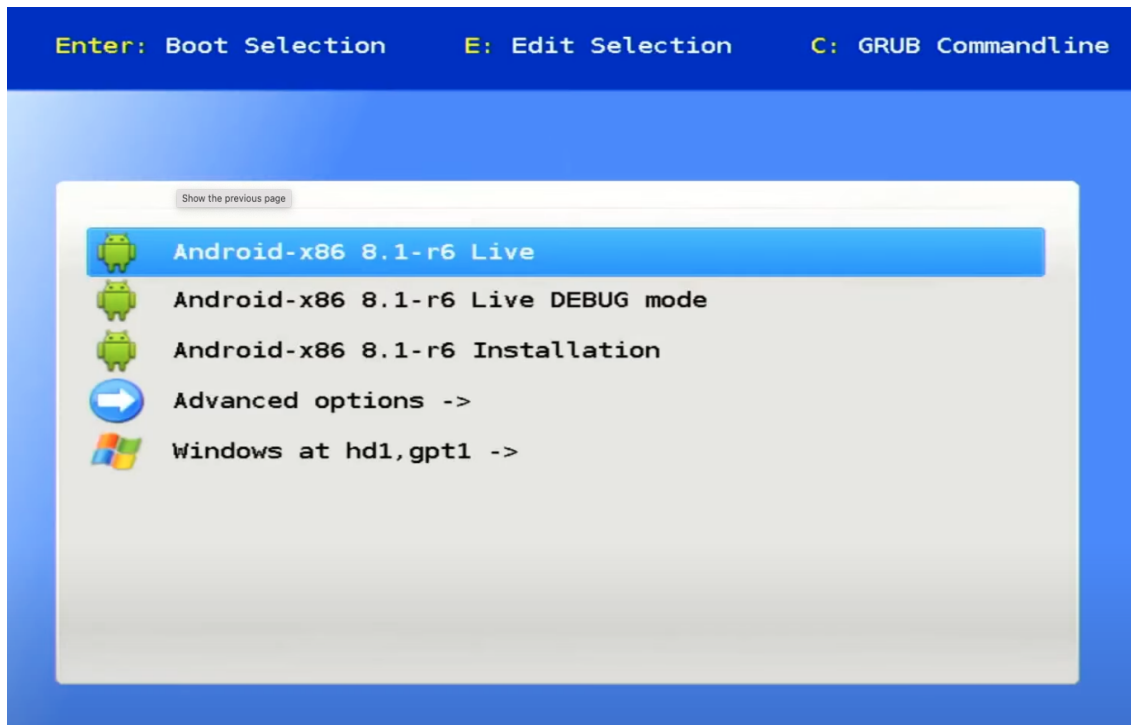 Enter: Boot Selection E: Edit Selection C: GRUB Commandline
Show the previous page
Android-x86 8.1-r6 Live
Android-x86 8.1-r6 Live DEBUG mode
Android-x86 8.1-r6 Installation
Advanced options ->
Windows at hd1,gpt1 ->